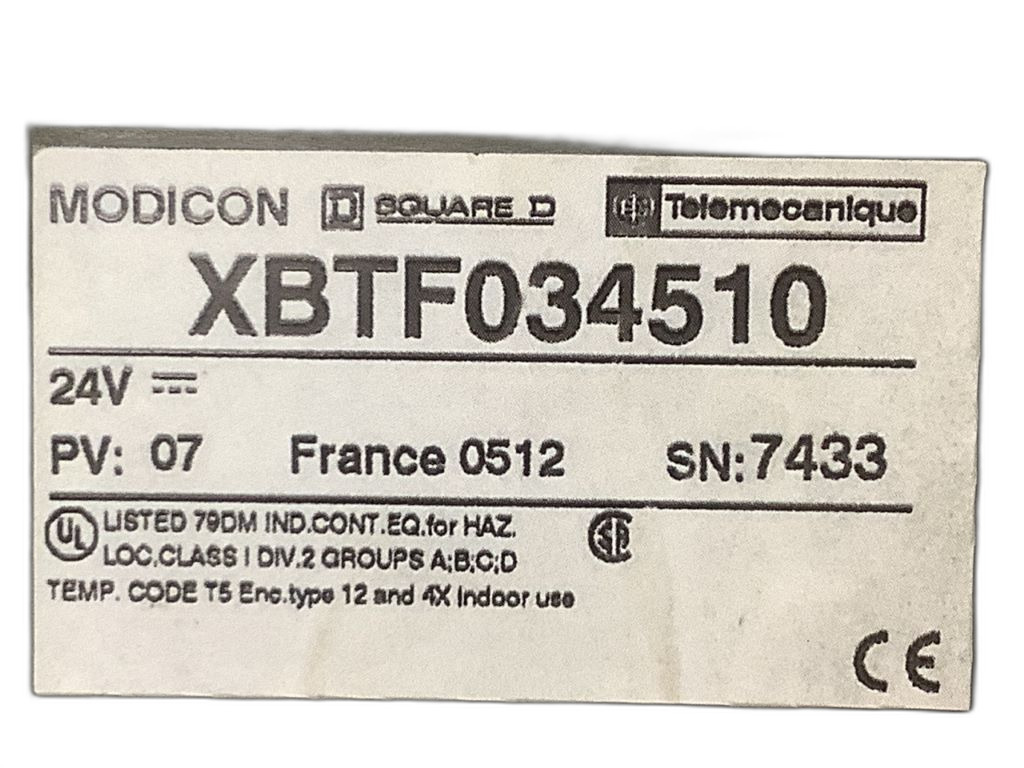 MODICON D SQUARE D Telemecanique
XBTF034510
24V
PV: 07 France 0512 SN:7433
UL LISTED 79DM IND.CONT.EQ.for HAZ.
LOC.CLASS I DIV.2 GROUPS A;B;C;D
TEMP. CODE T5 Enc.type 12 and 4X indoor use
CE